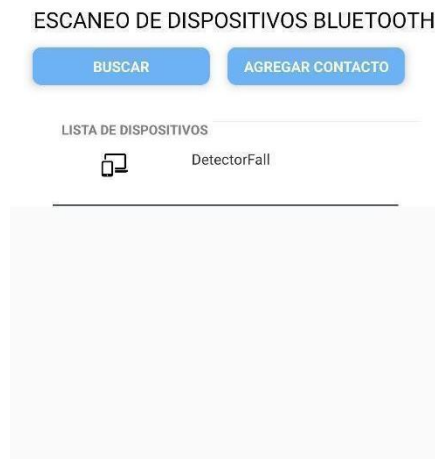 ESCANEO DE DISPOSITIVOS BLUETOOTH
BUSCAR AGREGAR CONTACTO
LISTA DE DISPOSITIVOS
DetectorFall